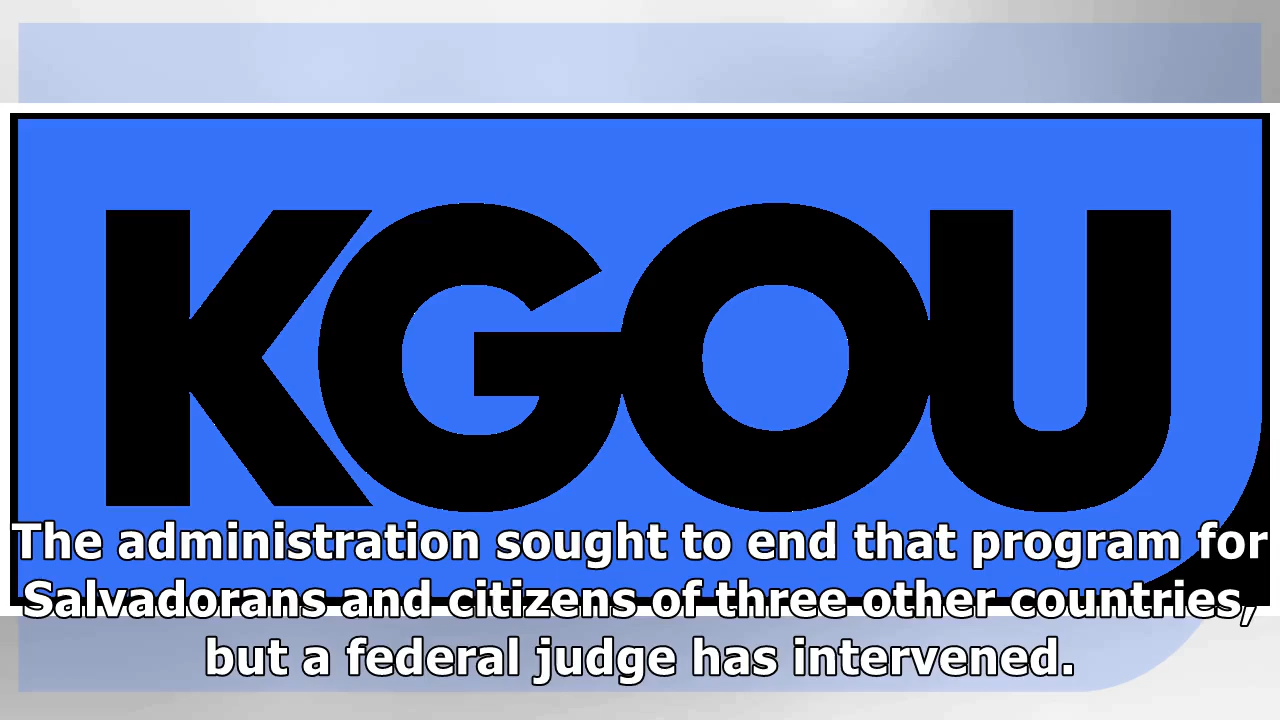 KGOU
The administration sought to end that program for
Salvadorans and citizens of three other countries,
but a federal judge has intervened.